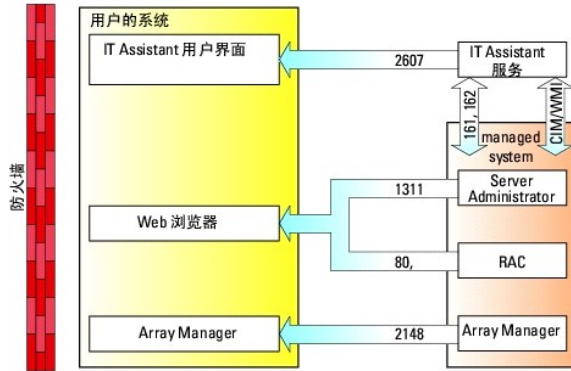 用户的系统
IT Assistant 用户界面
2607
IT Assistant
服务
161, 162
CIM/WMI
managed
system
防火墙
Web 浏览器
1311
Server
Administrator
80,
RAC
Array Manager
2148
Array Manager